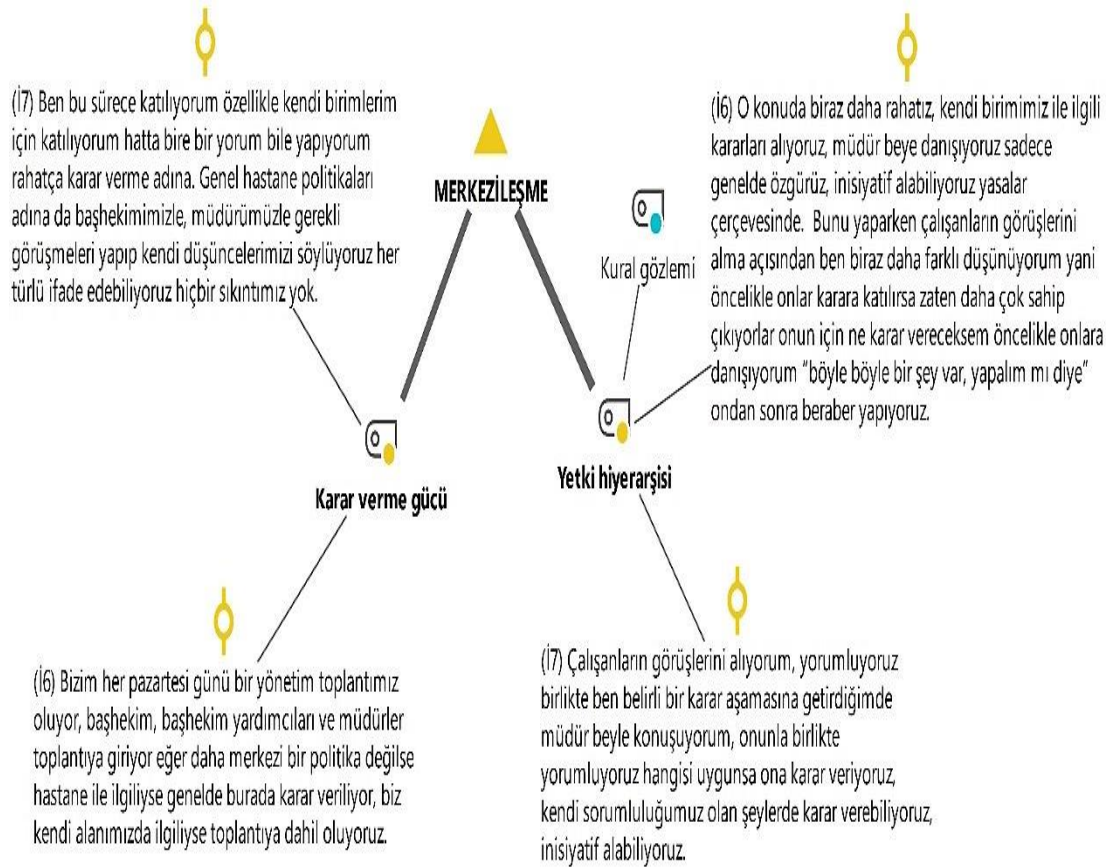 (İ7) Ben bu sürece katılıyorum özellikle kendi birimlerim
için katılıyorum hatta bire bir yorum bile yapıyorum
rahatça karar verme adına. Genel hastane politikaları
adına da başhekimimizle, müdürümüzle gerekli
görüşmeleri yapıp kendi düşüncelerimizi söylüyoruz her
türlü ifade edebiliyoruz hiçbir sıkıntımız yok.
MERKEZİLEŞME
Kural gözlemi
(İ6) O konuda biraz daha rahatız, kendi birimimiz ile ilgili
kararları alıyoruz, müdür beye danışıyoruz sadece
genelde özgürüz, inisiyatif alabiliyoruz yasalar
çerçevesinde. Bunu yaparken çalışanların görüşlerini
alma açısından ben biraz daha farklı düşünüyorum yani
öncelikle onlar karara katılırsa zaten daha çok sahip
çıkıyorlar onun için ne karar vereceksem öncelikle onlara
danışıyorum "böyle böyle bir şey var, yapalım mı diye"
ondan sonra beraber yapıyoruz.
Karar verme gücü
Yetki hiyerarşisi
(İ6) Bizim her pazartesi günü bir yönetim toplantımız
oluyor, başhekim, başhekim yardımcıları ve müdürler
toplantıya giriyor eğer daha merkezi bir politika değilse
hastane ile ilgiliyse genelde burada karar veriliyor, biz
kendi alanımızda ilgiliyse toplantıya dahil oluyoruz.
(İ7) Çalışanların görüşlerini alıyorum, yorumluyoruz
birlikte ben belirli bir karar aşamasına getirdiğimde
müdür beyle konuşuyorum, onunla birlikte
yorumluyoruz hangisi uygunsa ona karar veriyoruz,
kendi sorumluluğumuz olan şeylerde karar verebiliyoruz,
inisiyatif alabiliyoruz.